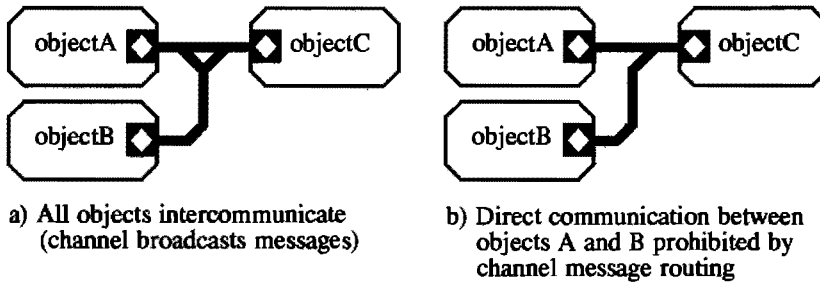 objectA
objectC
objectB
a) All objects intercommunicate
(channel broadcasts messages)
objectA
objectC
objectB
b) Direct communication between
objects A and B prohibited by
channel message routing